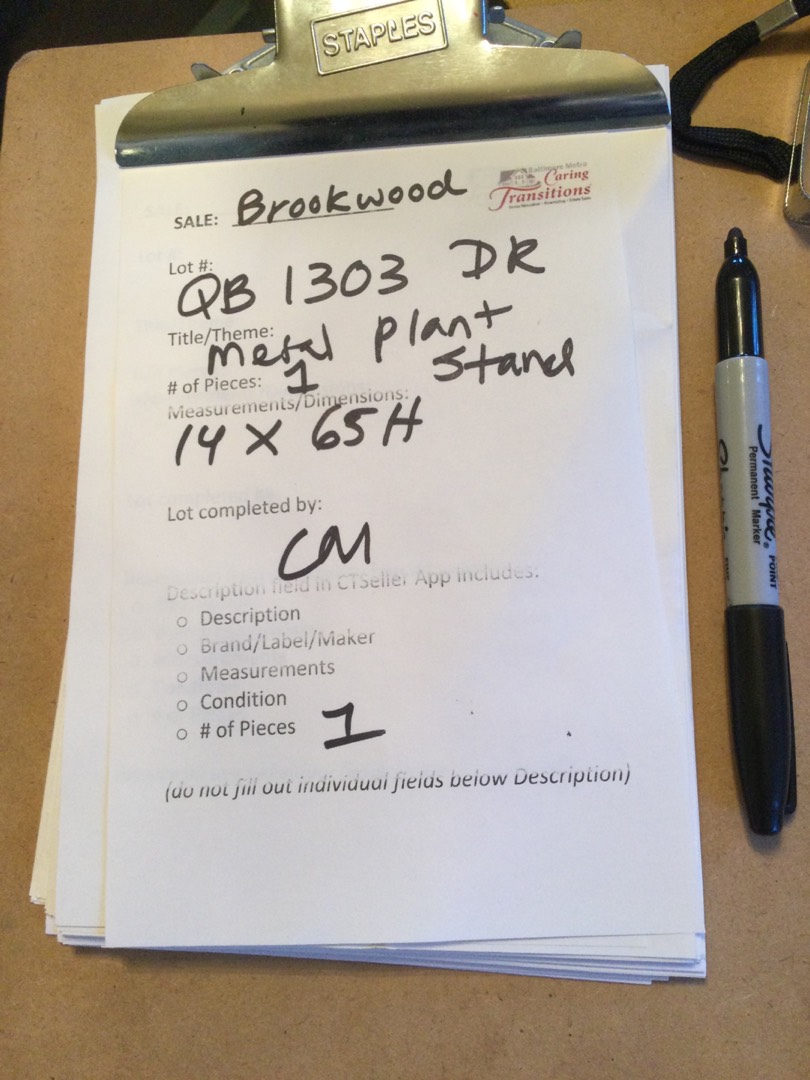 STAPLES
SALE: Brookwood
Baltimore Metro
Caring
Transitions
Lot #:
QB 1303 DR
Title/Theme:
Metal Plant
Stand
# of Pieces: 1
Measurements/Dimensions:
14 X 65H
Lot completed by:
CM
Description field in CTSeller App includes:
○ Description
○ Brand/Label/Maker
○ Measurements
○ Condition
○ # of Pieces 1
(do not fill out individual fields below Description)
Sharpie®
Permanent Marker
POINT